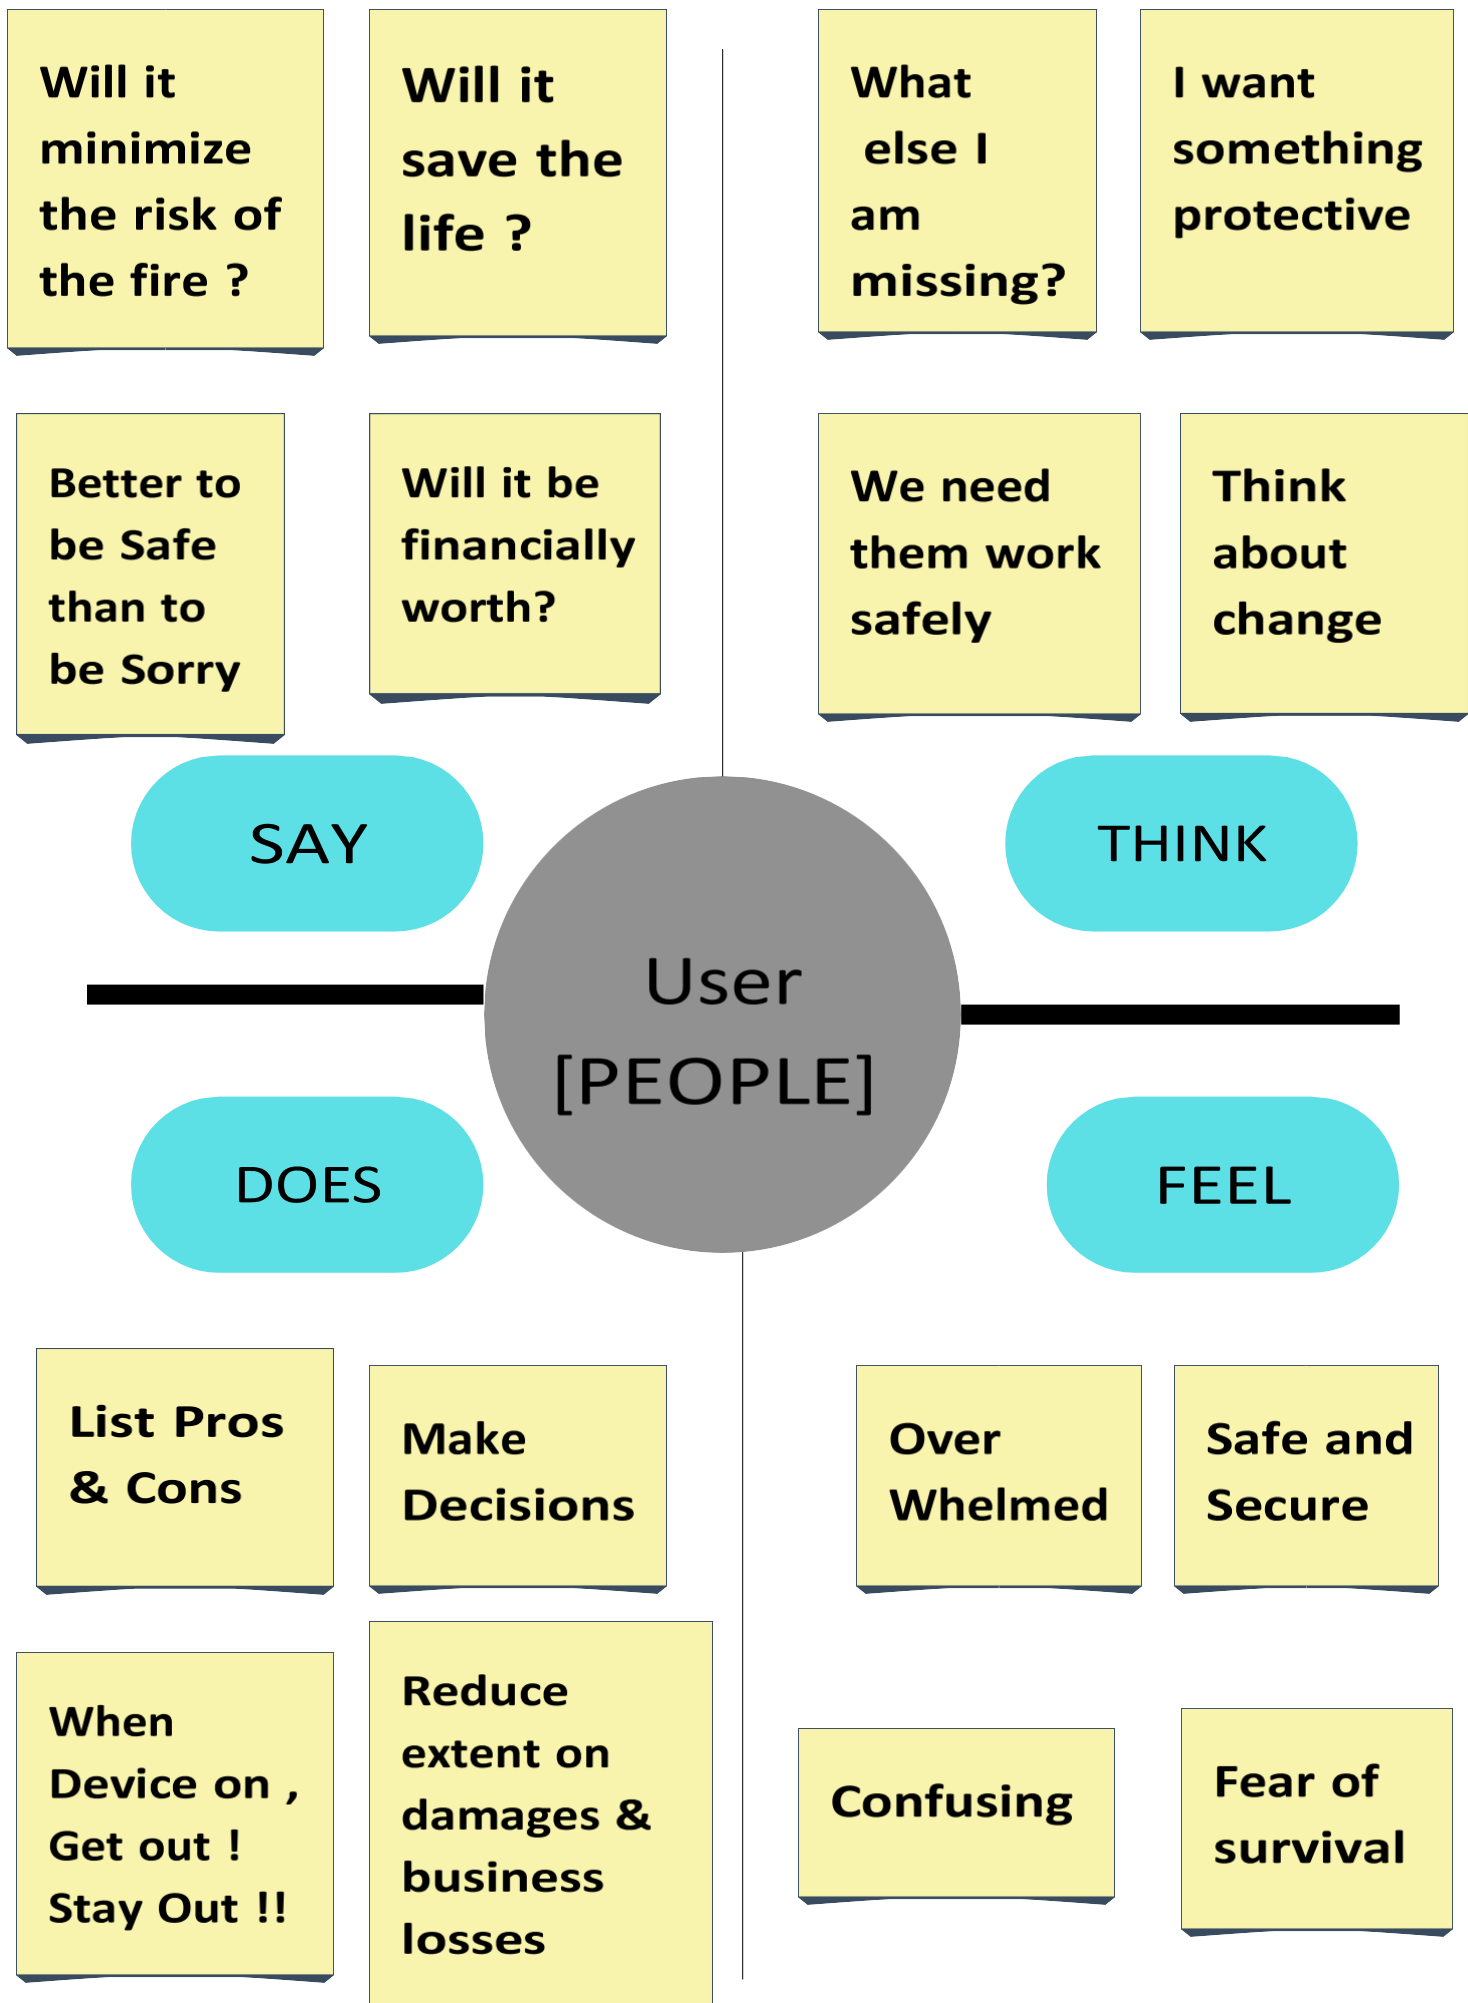 Will it
minimize
the risk of
the fire ?
Will it
save the
life ?
What
else I
am
missing?
I want
something
protective
Better to
be Safe
than to
be Sorry
Will it be
financially
worth?
We need
them work
safely
Think
about
change
SAY
THINK
User
[PEOPLE]
DOES
FEEL
List Pros
& Cons
Make
Decisions
Over
Whelmed
Safe and
Secure
When
Device on ,
Get out !
Stay Out !!
Reduce
extent on
damages &
business
losses
Confusing
Fear of
survival